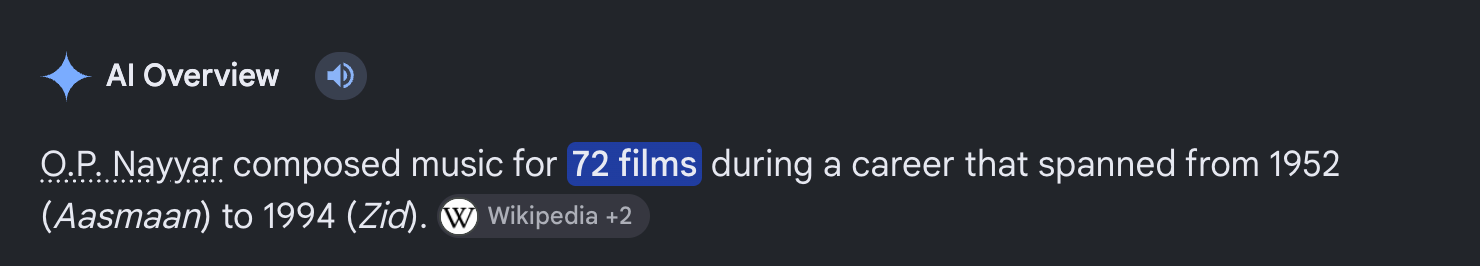 AI Overview
O.P. Nayyar composed music for 72 films during a career that spanned from 1952
(Aasmaan) to 1994 (Zid). W Wikipedia +2